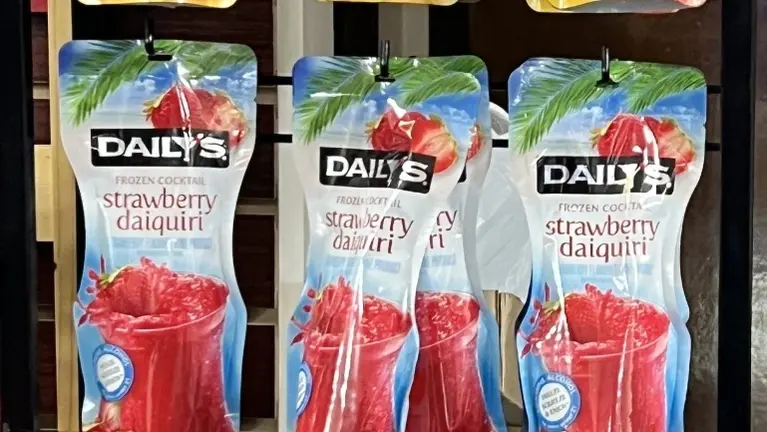 DAILY'S
FROZEN COCKTAIL
strawberry
daiquiri
DAILY'S
FROZEN COCKTAIL
strawberry
daiquiri
DAILY'S
FROZEN COCKTAIL
strawberry
daiquiri